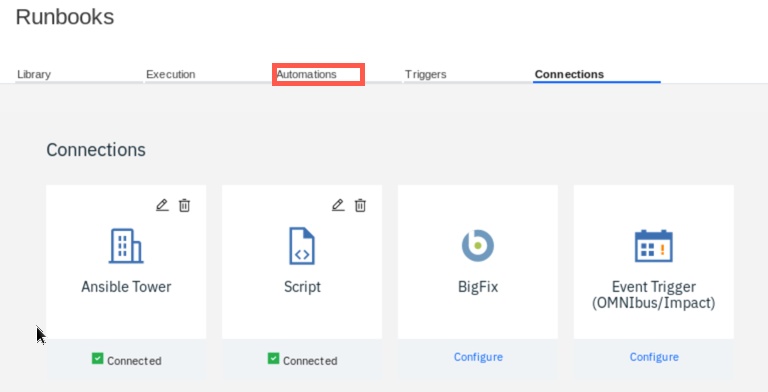 Runbooks
Library Execution Automations Triggers Connections
Connections
Ansible Tower
Script
BigFix
Event Trigger
(OMNIbus/Impact)
Connected
Connected
Configure
Configure